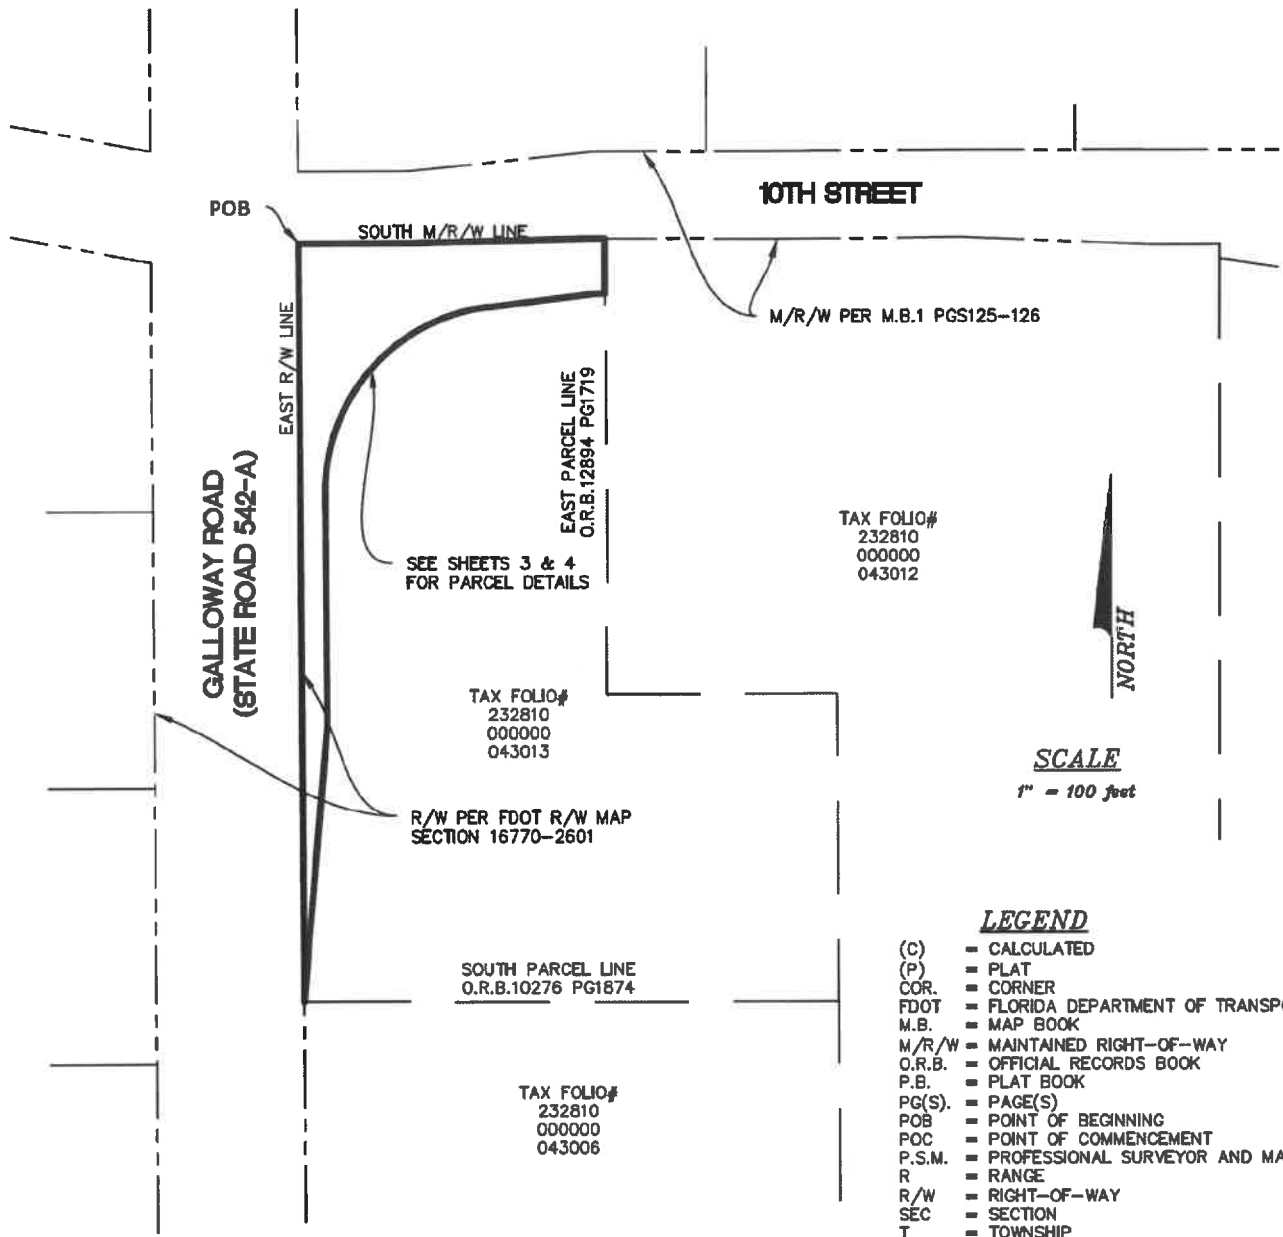 10TH STREET
POB
SOUTH M/R/W LINE
M/R/W PER M.B.1 PGS125-126
EAST R/W LINE
EAST PARCEL LINE
O.R.B.12894 PG1719
GALLOWAY ROAD
(STATE ROAD 542-A)
SEE SHEETS 3 & 4
FOR PARCEL DETAILS
TAX FOLIO#
232810
000000
043012
NORTH
TAX FOLIO#
232810
000000
043013
SCALE
1" = 100 feet
R/W PER FDOT R/W MAP
SECTION 16770-2601
SOUTH PARCEL LINE
O.R.B.10276 PG1874
TAX FOLIO#
232810
000000
043006
LEGEND
(C) = CALCULATED
(P) = PLAT
COR. = CORNER
FDOT = FLORIDA DEPARTMENT OF TRANSPO
M.B. = MAP BOOK
M/R/W = MAINTAINED RIGHT-OF-WAY
O.R.B. = OFFICIAL RECORDS BOOK
P.B. = PLAT BOOK
PG(S). = PAGE(S)
POB = POINT OF BEGINNING
POC = POINT OF COMMENCEMENT
P.S.M. = PROFESSIONAL SURVEYOR AND MA
R = RANGE
R/W = RIGHT-OF-WAY
SEC = SECTION
T = TOWNSHIP